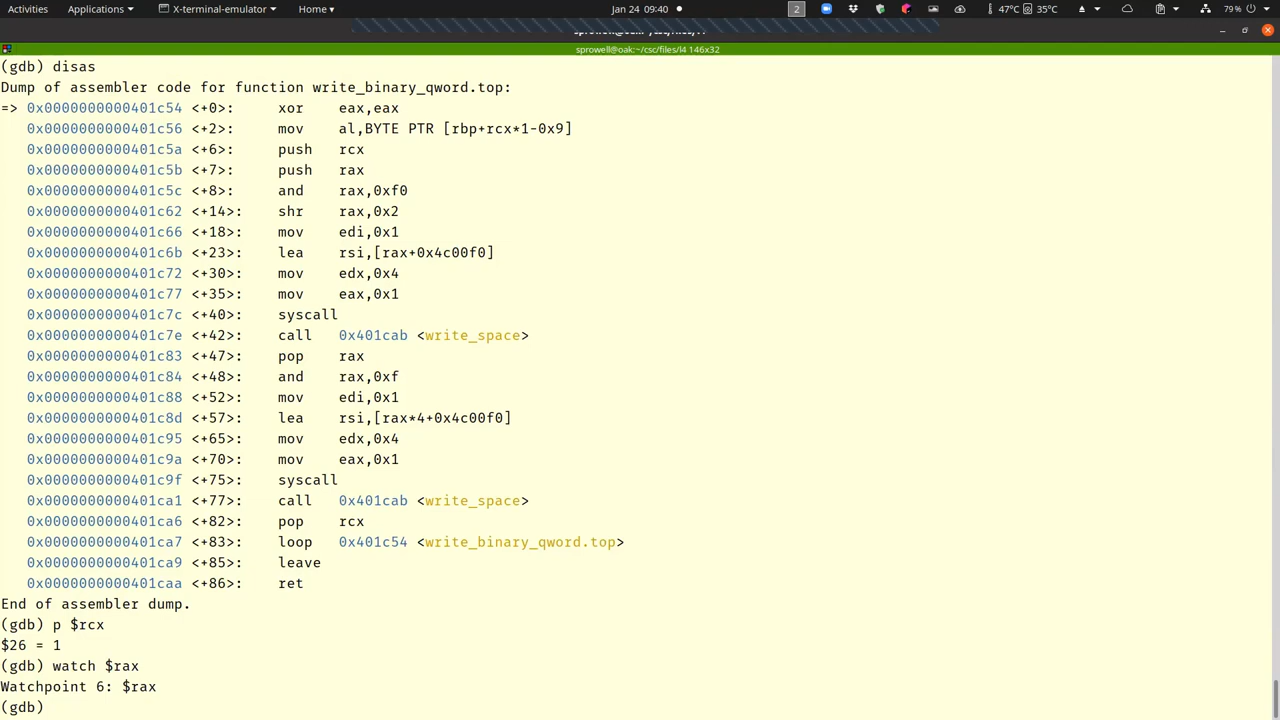 Activities Applications ▾ X-terminal-emulator ▾ Home ▾ Jan 24 09:40 2 47°C 35°C 79%
sprowell@oak:~/csc/files/l4 146x32
(gdb) disas
Dump of assembler code for function write_binary_qword.top:
=> 0x0000000000401c54 <+0>: xor eax,eax
0x0000000000401c56 <+2>: mov al,BYTE PTR [rbp+rcx*1-0x9]
0x0000000000401c5a <+6>: push rcx
0x0000000000401c5b <+7>: push rax
0x0000000000401c5c <+8>: and rax,0xf0
0x0000000000401c62 <+14>: shr rax,0x2
0x0000000000401c66 <+18>: mov edi,0x1
0x0000000000401c6b <+23>: lea rsi,[rax+0x4c00f0]
0x0000000000401c72 <+30>: mov edx,0x4
0x0000000000401c77 <+35>: mov eax,0x1
0x0000000000401c7c <+40>: syscall
0x0000000000401c7e <+42>: call 0x401cab <write_space>
0x0000000000401c83 <+47>: pop rax
0x0000000000401c84 <+48>: and rax,0xf
0x0000000000401c88 <+52>: mov edi,0x1
0x0000000000401c8d <+57>: lea rsi,[rax*4+0x4c00f0]
0x0000000000401c95 <+65>: mov edx,0x4
0x0000000000401c9a <+70>: mov eax,0x1
0x0000000000401c9f <+75>: syscall
0x0000000000401ca1 <+77>: call 0x401cab <write_space>
0x0000000000401ca6 <+82>: pop rcx
0x0000000000401ca7 <+83>: loop 0x401c54 <write_binary_qword.top>
0x0000000000401ca9 <+85>: leave
0x0000000000401caa <+86>: ret
End of assembler dump.
(gdb) p $rcx
$26 = 1
(gdb) watch $rax
Watchpoint 6: $rax
(gdb)